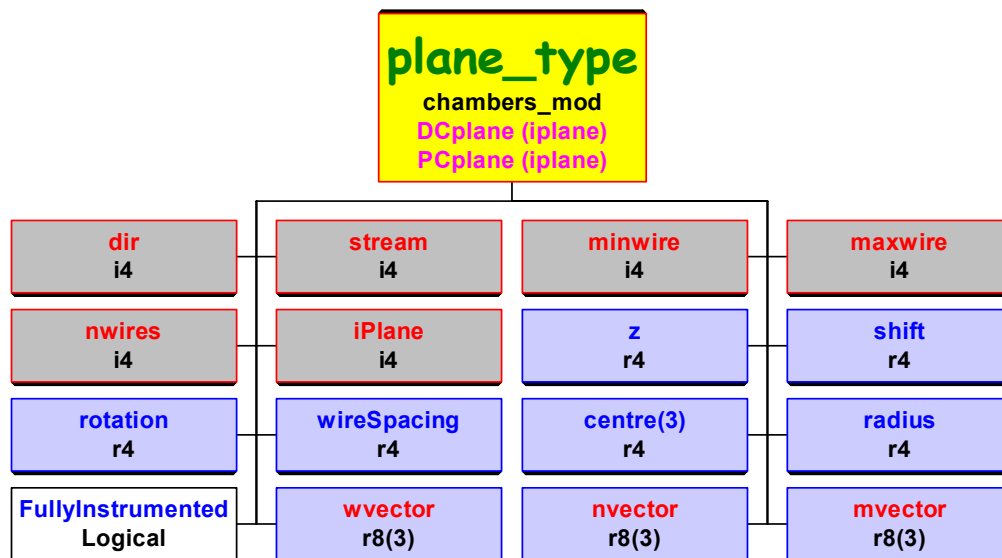 plane_type
chambers_mod
DCplane (iplane)
PCplane (iplane)
dir
i4
stream
i4
minwire
i4
maxwire
i4
nwires
i4
iPlane
i4
z
r4
shift
r4
rotation
r4
wireSpacing
r4
centre(3)
r4
radius
r4
FullyInstrumented
Logical
wvector
r8(3)
nvector
r8(3)
mvector
r8(3)